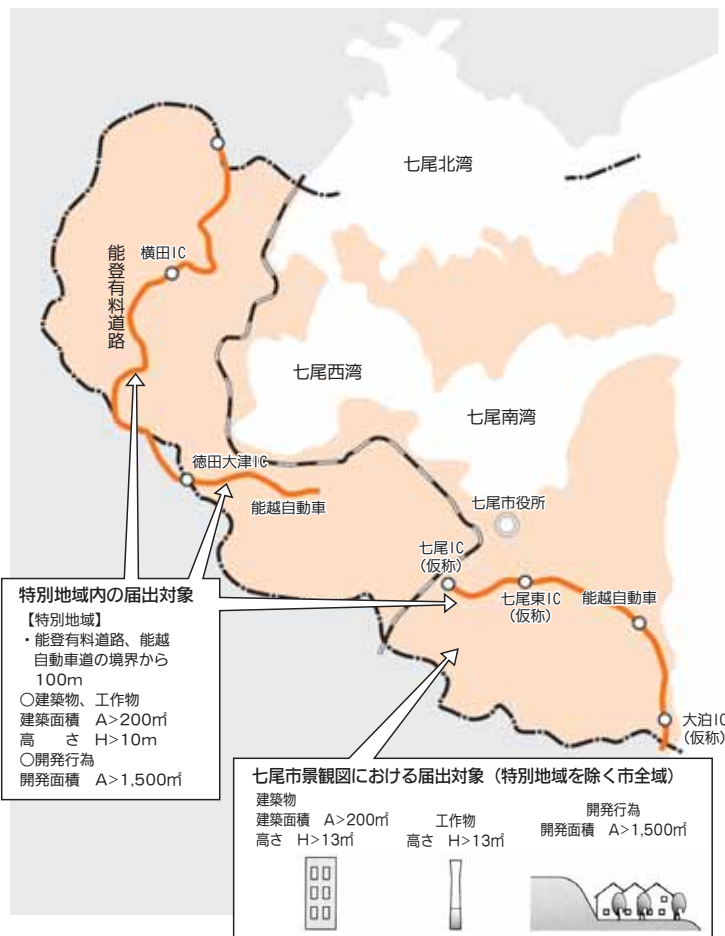 七尾北湾
横田IC
能登有料道路
七尾西湾
七尾南湾
徳田大津IC
能越自動車
七尾市役所
七尾IC
(仮称)
七尾東IC
(仮称)
能越自動車
大泊IC
(仮称)
特別地域内の届出対象
【特別地域】
・能登有料道路、能越
自動車道の境界から
100m
○建築物、工作物
建築面積 A>200㎡
高 さ H>10m
○開発行為
開発面積 A>1,500㎡
七尾市景観図における届出対象（特別地域を除く市全域）
建築物
建築面積 A>200㎡
高さ H>13㎡
工作物
高さ H>13㎡
開発行為
開発面積 A>1,500㎡